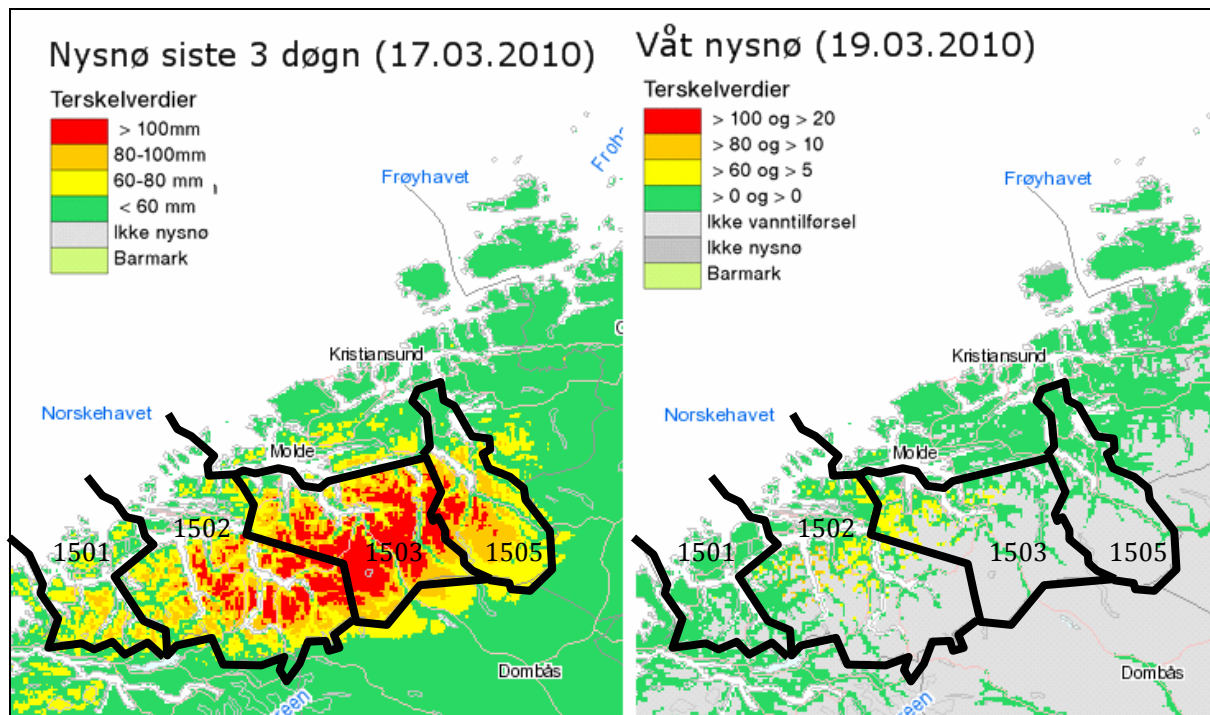 Nysnø siste 3 døgn (17.03.2010)
Terskelverdier
> 100mm
80-100mm
60-80 mm
< 60 mm
Ikke nysnø
Barmark
Frøyhavet
Kristiansund
Norskehavet
Molde
1502
1501
1503
1505
Dombås
Våt nysnø (19.03.2010)
Terskelverdier
> 100 og > 20
> 80 og > 10
> 60 og > 5
> 0 og > 0
Ikke vanntilførsel
Ikke nysnø
Barmark
Frøyhavet
Kristiansund
Norskehavet
Molde
1502
1501
1503
1505
Dombås